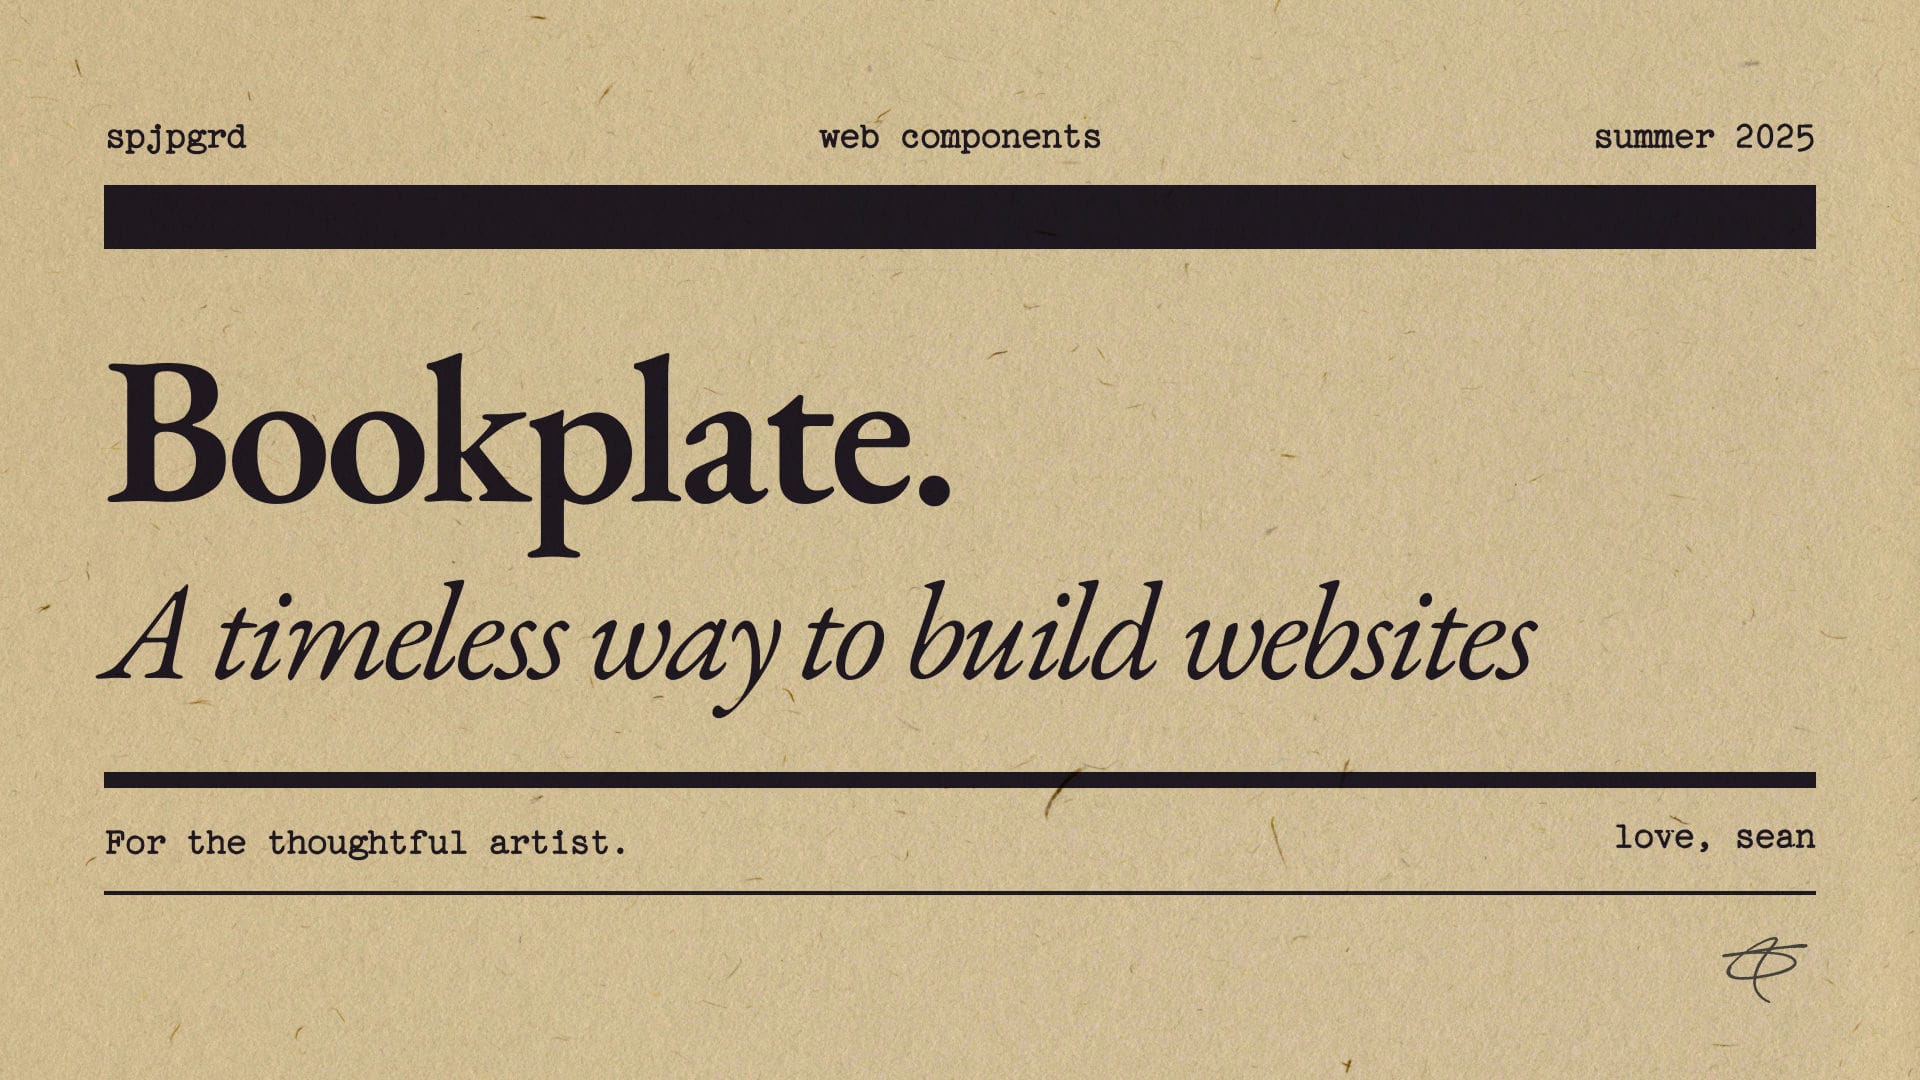 spjpgrd
web components
summer 2025
Bookplate.
A timeless way to build websites
For the thoughtful artist.
love, sean